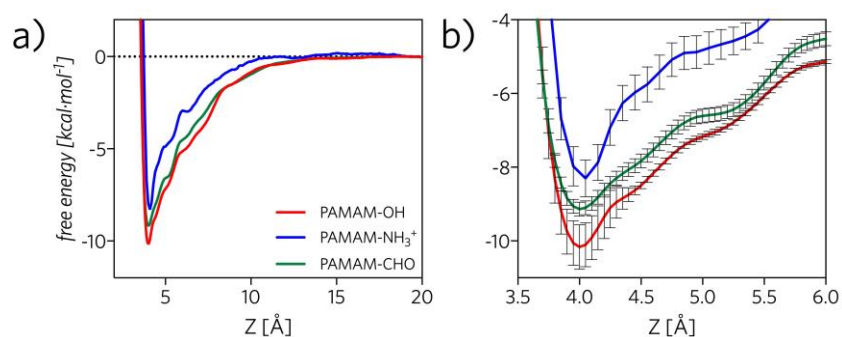 a)
free energy [kcal·mol⁻¹]
0
-5
-10
PAMAM-OH
PAMAM-NH₃⁺
PAMAM-CHO
5
10
15
20
Z [Å]
b)
-4
-6
-8
-10
3.5
4.0
4.5
5.0
5.5
6.0
Z [Å]